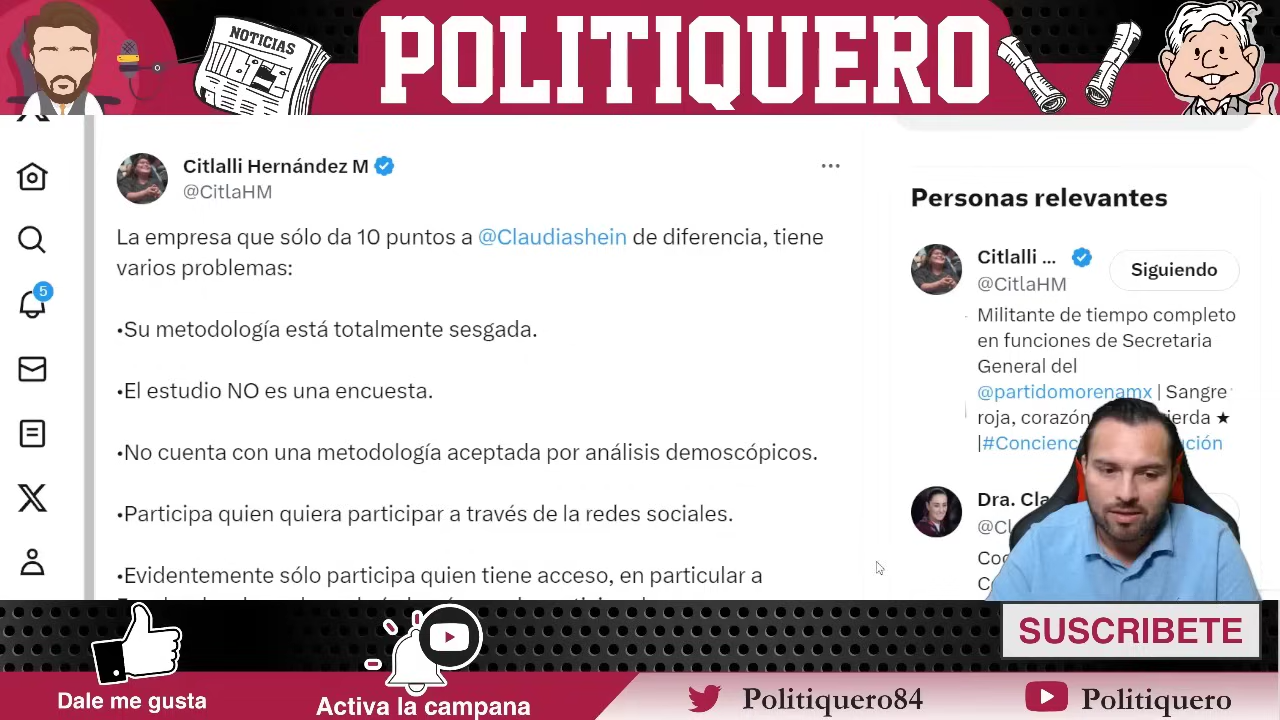 NOTICIAS
POLITIQUERO
Citlalli Hernández M
@CitlaHM
La empresa que sólo da 10 puntos a @Claudiashein de diferencia, tiene
varios problemas:
•Su metodología está totalmente sesgada.
•El estudio NO es una encuesta.
•No cuenta con una metodología aceptada por análisis demoscópicos.
•Participa quien quiera participar a través de la redes sociales.
•Evidentemente sólo participa quien tiene acceso, en particular a
5
Personas relevantes
Citlalli ...
@CitlaHM
Siguiendo
Militante de tiempo completo
en funciones de Secretaria
General del
@partidomorenamx | Sangre
roja, corazón
★
|#Concienci
ución
Dra. Cla
@Cl
SUSCRIBETE
Dale me gusta
Activa la campana
Politiquero84
Politiquero